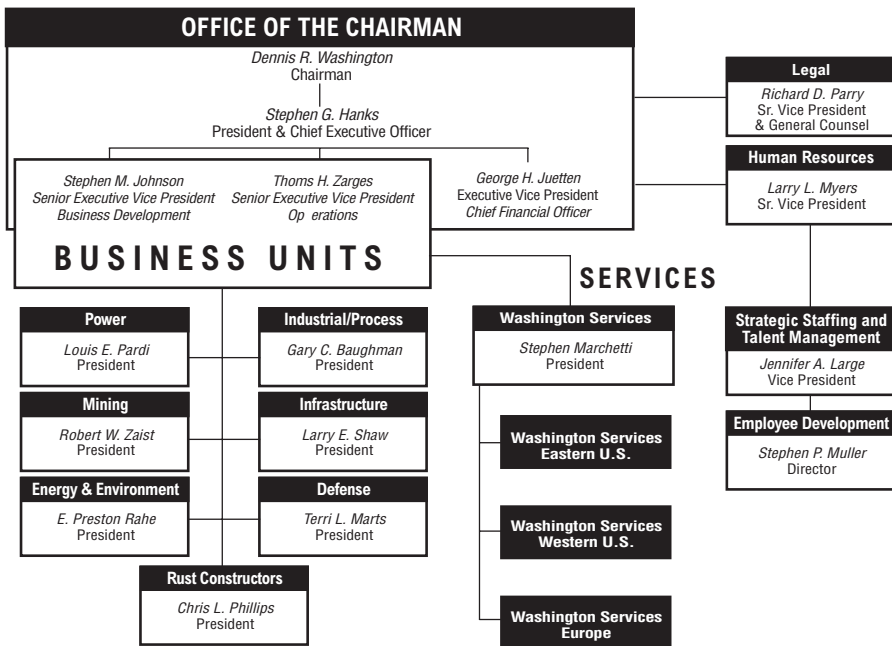 OFFICE OF THE CHAIRMAN
Dennis R. Washington
Chairman
Stephen G. Hanks
President & Chief Executive Officer
Stephen M. Johnson
Senior Executive Vice President
Business Development
Thoms H. Zarges
Senior Executive Vice President
Op erations
George H. Juetten
Executive Vice President
Chief Financial Officer
Legal
Richard D. Parry
Sr. Vice President
& General Counsel
Human Resources
Larry L. Myers
Sr. Vice President
BUSINESS UNITS
SERVICES
Power
Louis E. Pardi
President
Industrial/Process
Gary C. Baughman
President
Mining
Robert W. Zaist
President
Infrastructure
Larry E. Shaw
President
Energy & Environment
E. Preston Rahe
President
Defense
Terri L. Marts
President
Rust Constructors
Chris L. Phillips
President
Washington Services
Stephen Marchetti
President
Washington Services
Eastern U.S.
Washington Services
Western U.S.
Washington Services
Europe
Strategic Staffing and
Talent Management
Jennifer A. Large
Vice President
Employee Development
Stephen P. Muller
Director